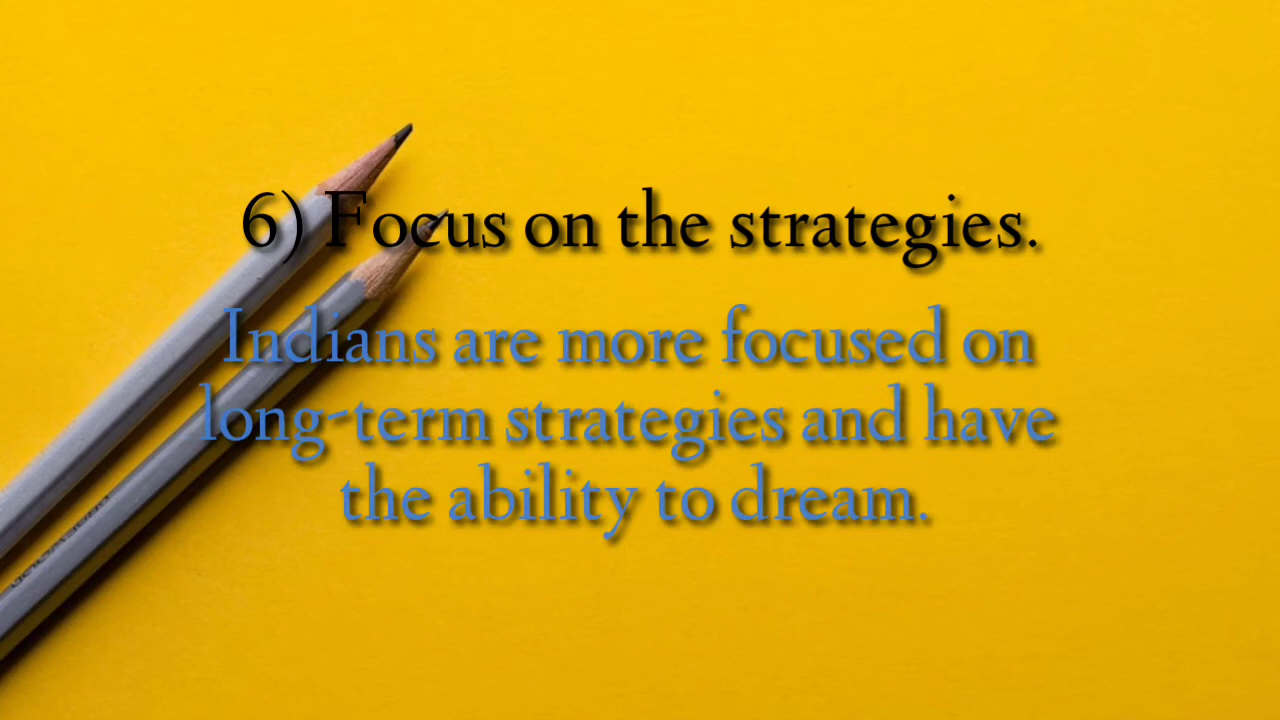 6) Focus on the strategies.
Indians are more focused on
long-term strategies and have
the ability to dream.